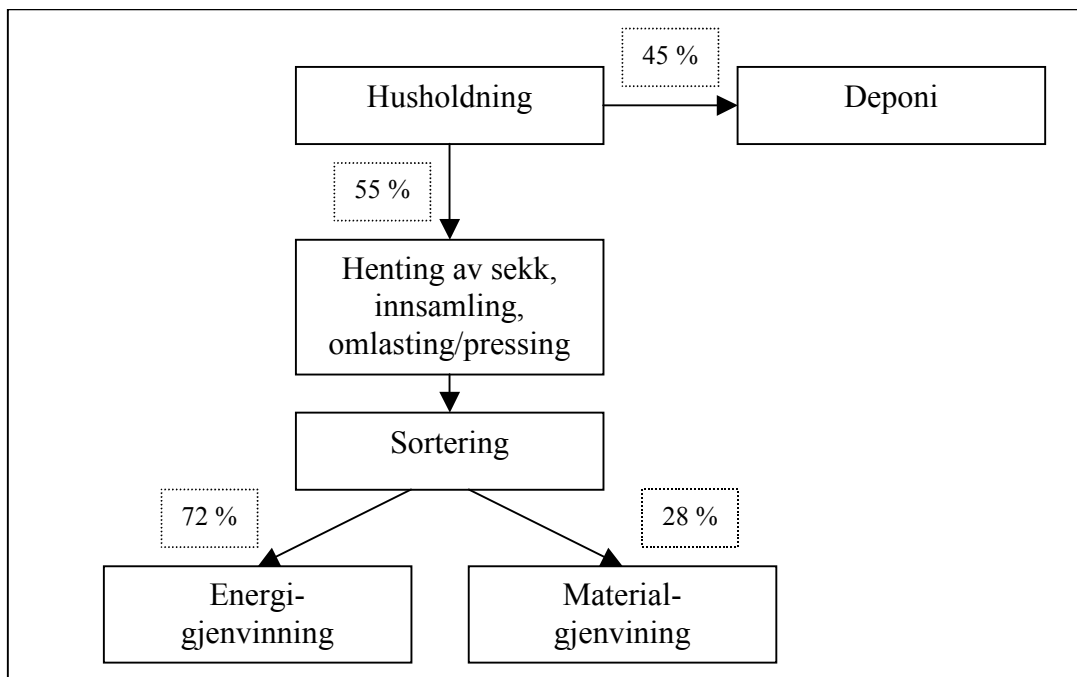 45 %
Husholdning
Deponi
55 %
Henting av sekk,
innsamling,
omlasting/pressing
Sortering
72 %
28 %
Energi-
gjenvinning
Material-
gjenvining